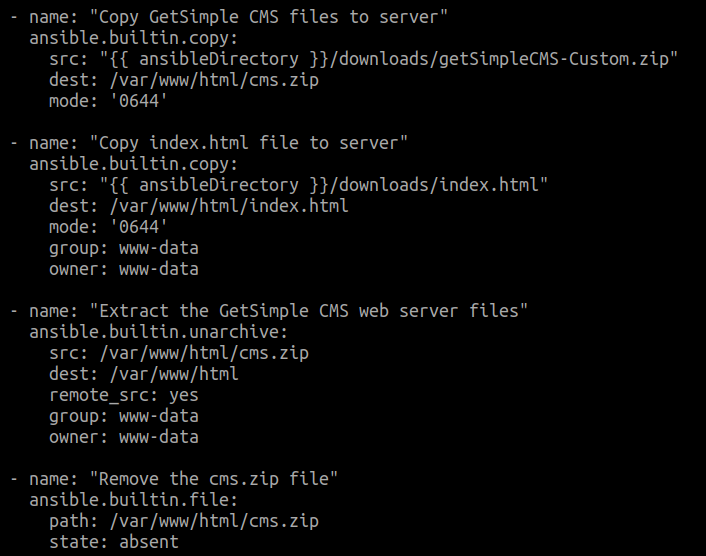 - name: "Copy GetSimple CMS files to server"
  ansible.builtin.copy:
    src: "{{ ansibleDirectory }}/downloads/getSimpleCMS-Custom.zip"
    dest: /var/www/html/cms.zip
    mode: '0644'

- name: "Copy index.html file to server"
  ansible.builtin.copy:
    src: "{{ ansibleDirectory }}/downloads/index.html"
    dest: /var/www/html/index.html
    mode: '0644'
    group: www-data
    owner: www-data

- name: "Extract the GetSimple CMS web server files"
  ansible.builtin.unarchive:
    src: /var/www/html/cms.zip
    dest: /var/www/html
    remote_src: yes
    group: www-data
    owner: www-data

- name: "Remove the cms.zip file"
  ansible.builtin.file:
    path: /var/www/html/cms.zip
    state: absent